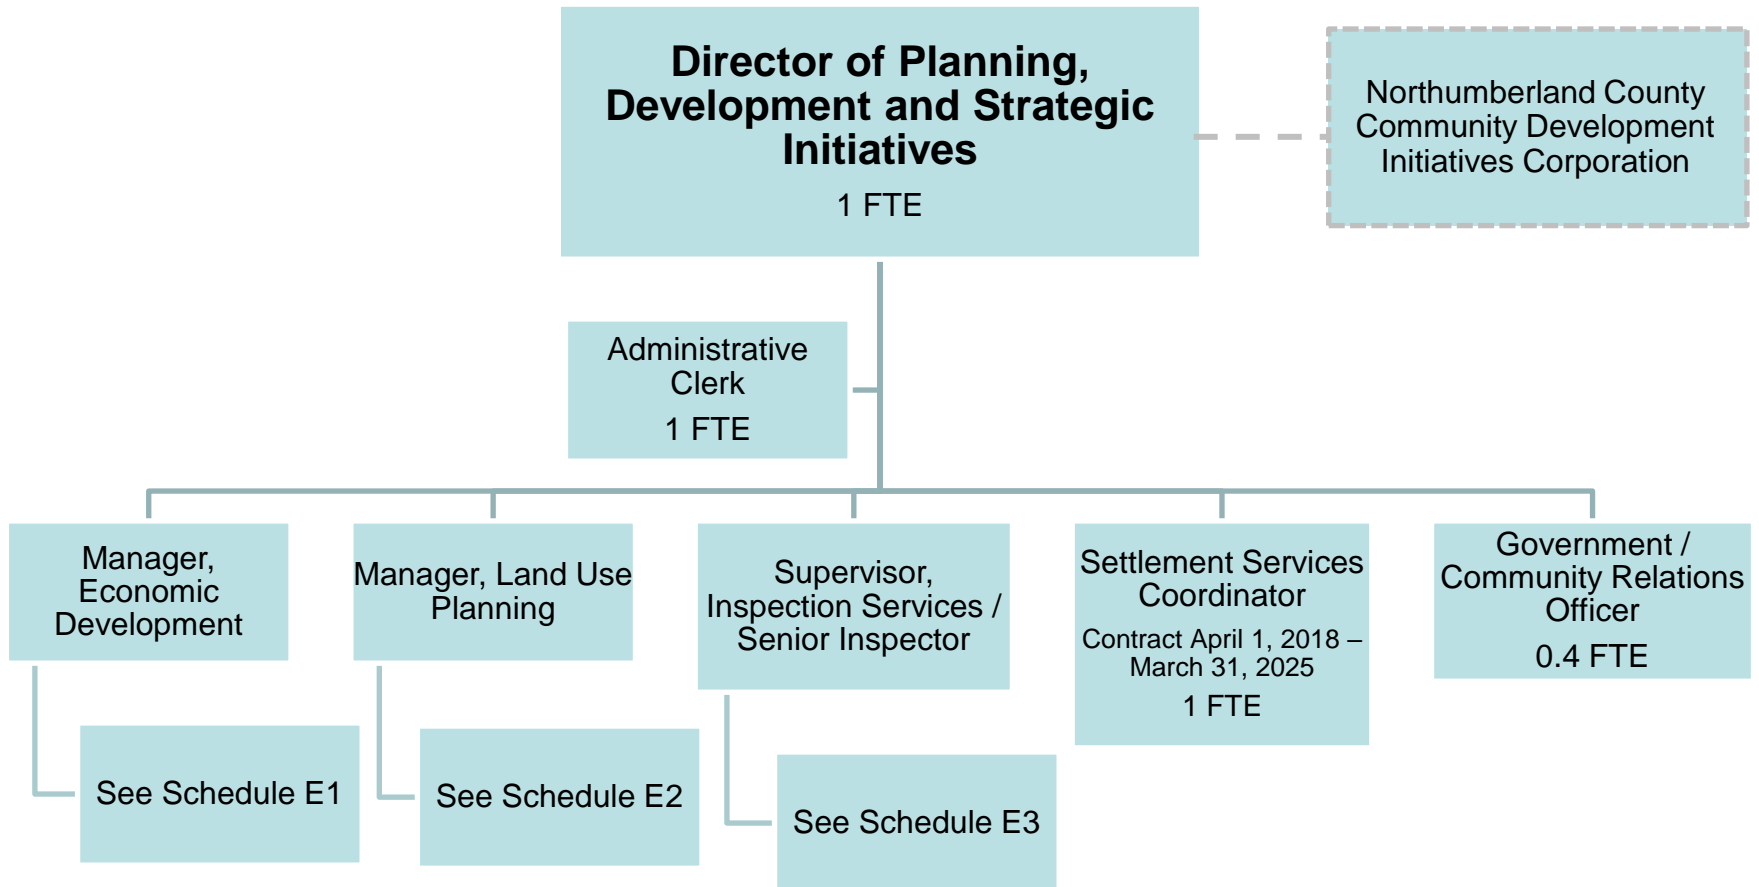 Director of Planning,
Development and Strategic
Initiatives
1 FTE
Northumberland County
Community Development
Initiatives Corporation
Administrative
Clerk
1 FTE
Manager,
Economic
Development
See Schedule E1
Manager, Land Use
Planning
See Schedule E2
Supervisor,
Inspection Services /
Senior Inspector
See Schedule E3
Settlement Services
Coordinator
Contract April 1, 2018 –
March 31, 2025
1 FTE
Government /
Community Relations
Officer
0.4 FTE